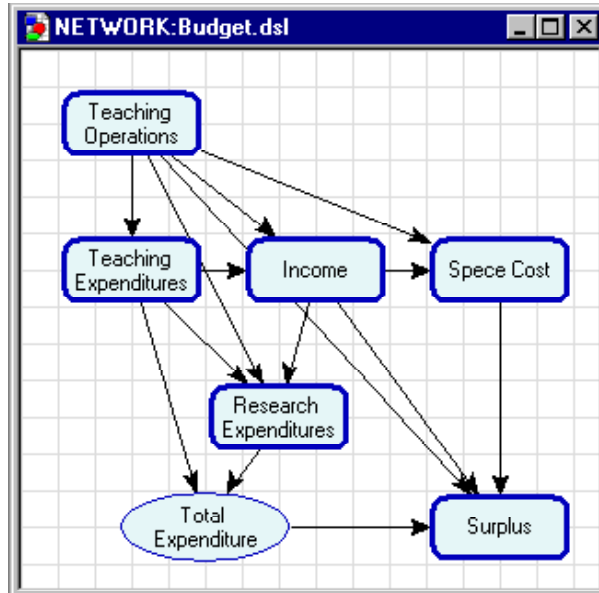 NETWORK:Budget.dsl
Teaching
Operations
Teaching
Expenditures
Income
Spece Cost
Research
Expenditures
Total
Expenditure
Surplus